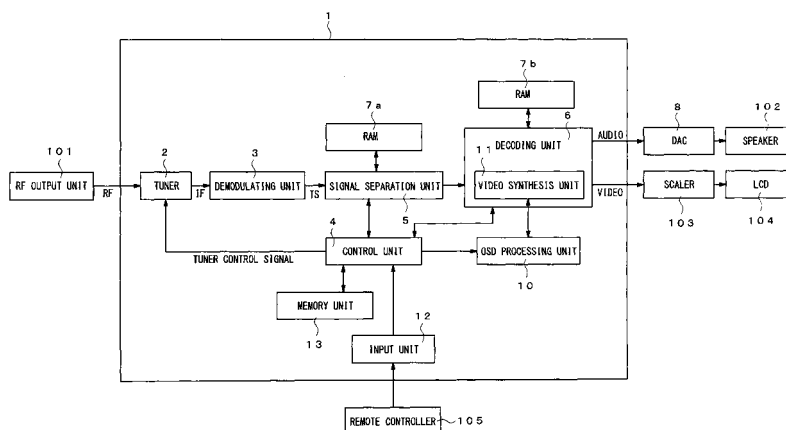 1
7b
RAM
7a
RAM
6
DECODING UNIT
AUDIO
8
DAC
102
SPEAKER
101
RF OUTPUT UNIT
RF
2
TUNER
IF
3
DEMODULATING UNIT
TS
SIGNAL SEPARATION UNIT
5
11
VIDEO SYNTHESIS UNIT
VIDEO
SCALER
103
LCD
104
4
CONTROL UNIT
TUNER CONTROL SIGNAL
OSD PROCESSING UNIT
10
MEMORY UNIT
13
12
INPUT UNIT
REMOTE CONTROLLER
105